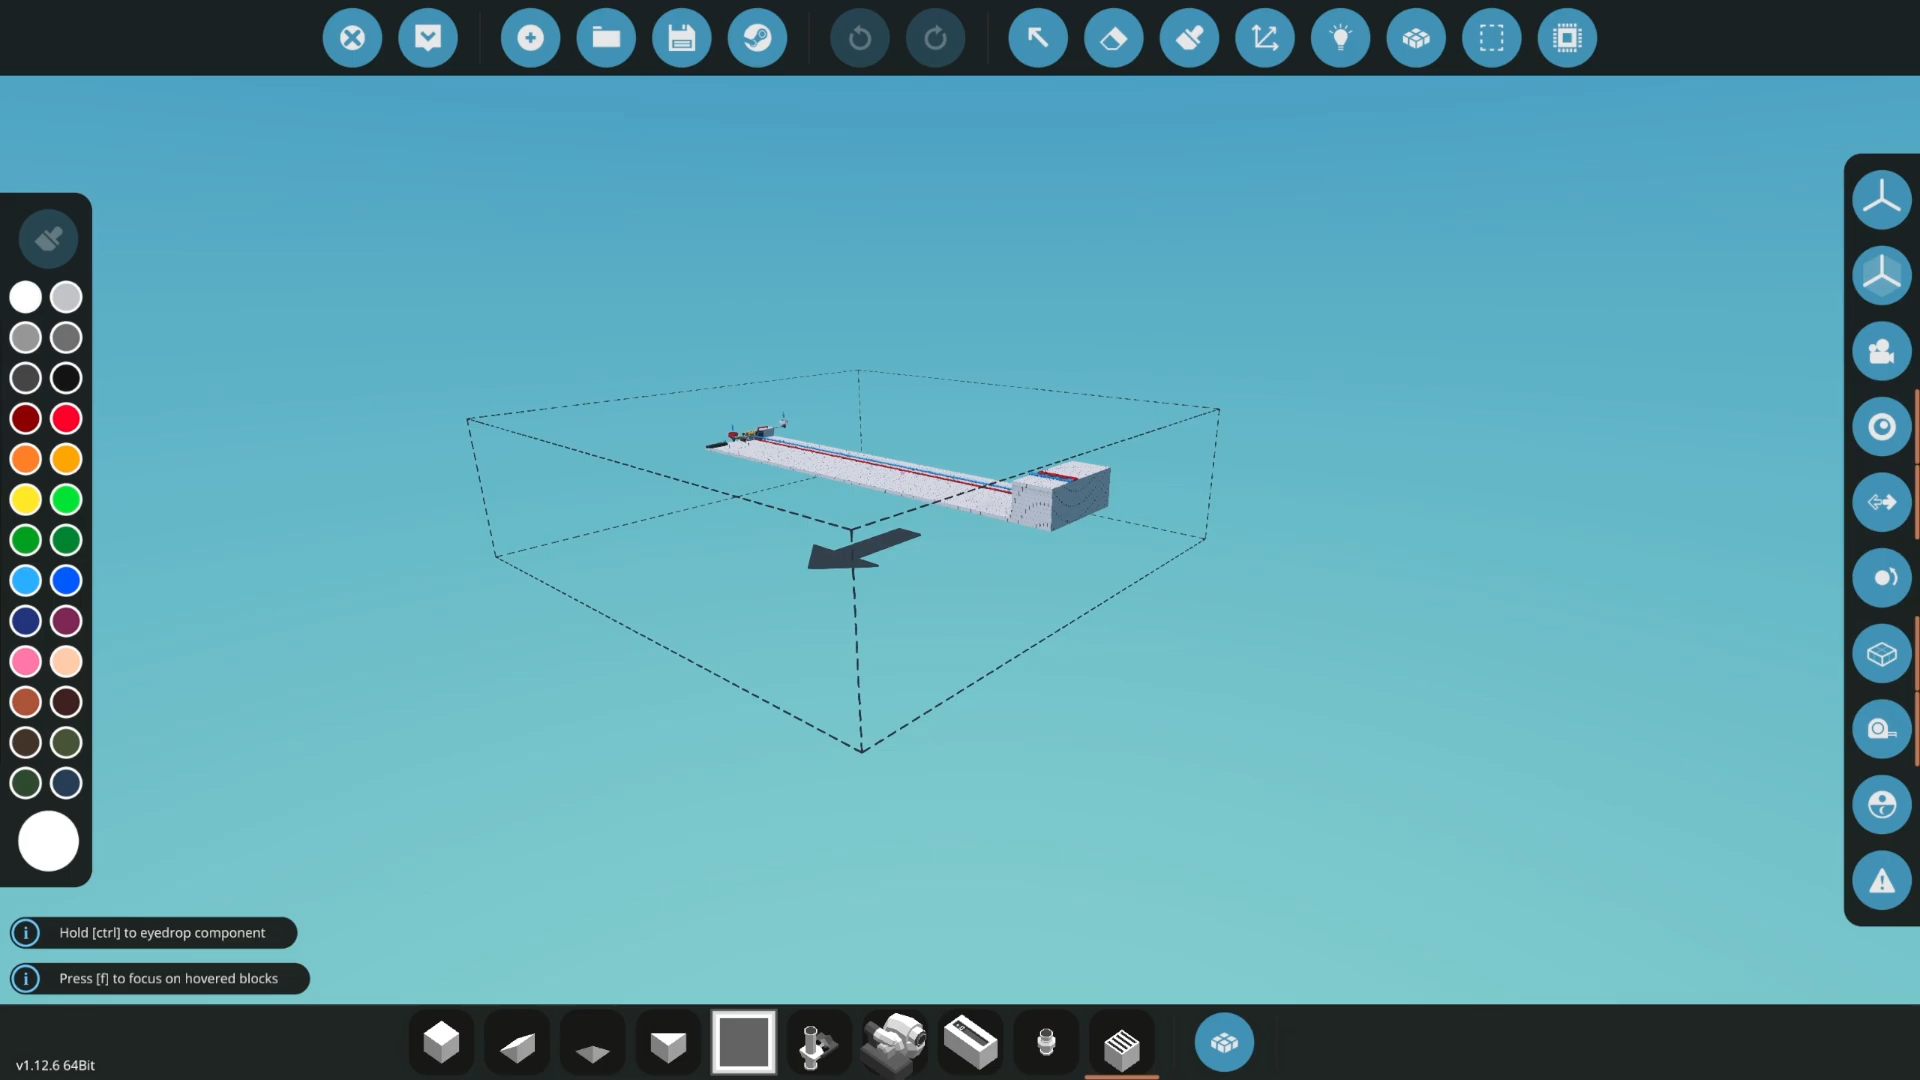 Hold [ctrl] to eyedrop component
Press [f] to focus on hovered blocks
v1.12.6 64Bit